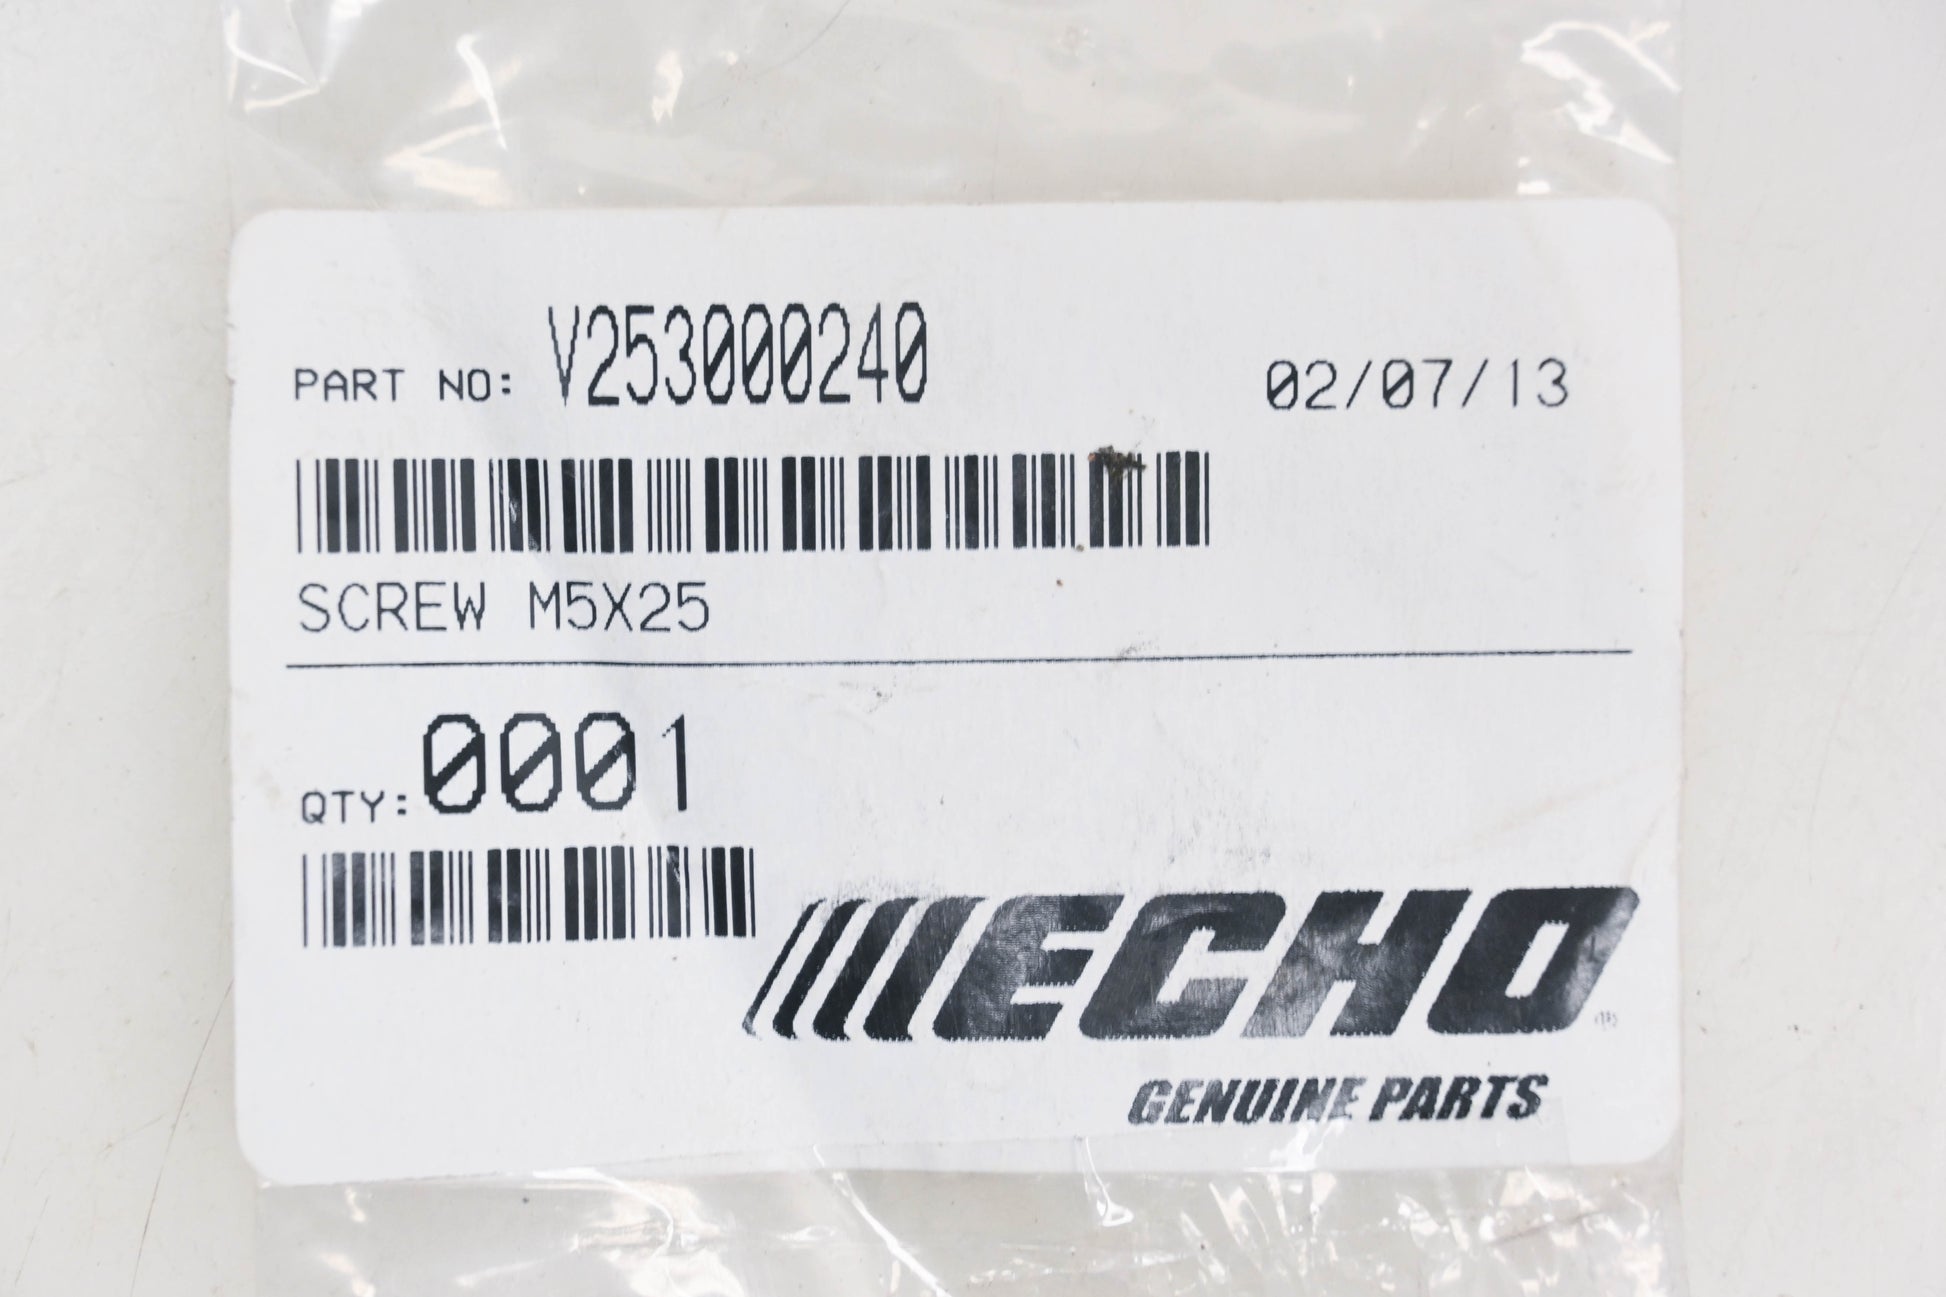 PART NO: V253000240
02/07/13
SCREW M5X25
QTY: 0001
ECHO
GENUINE PARTS